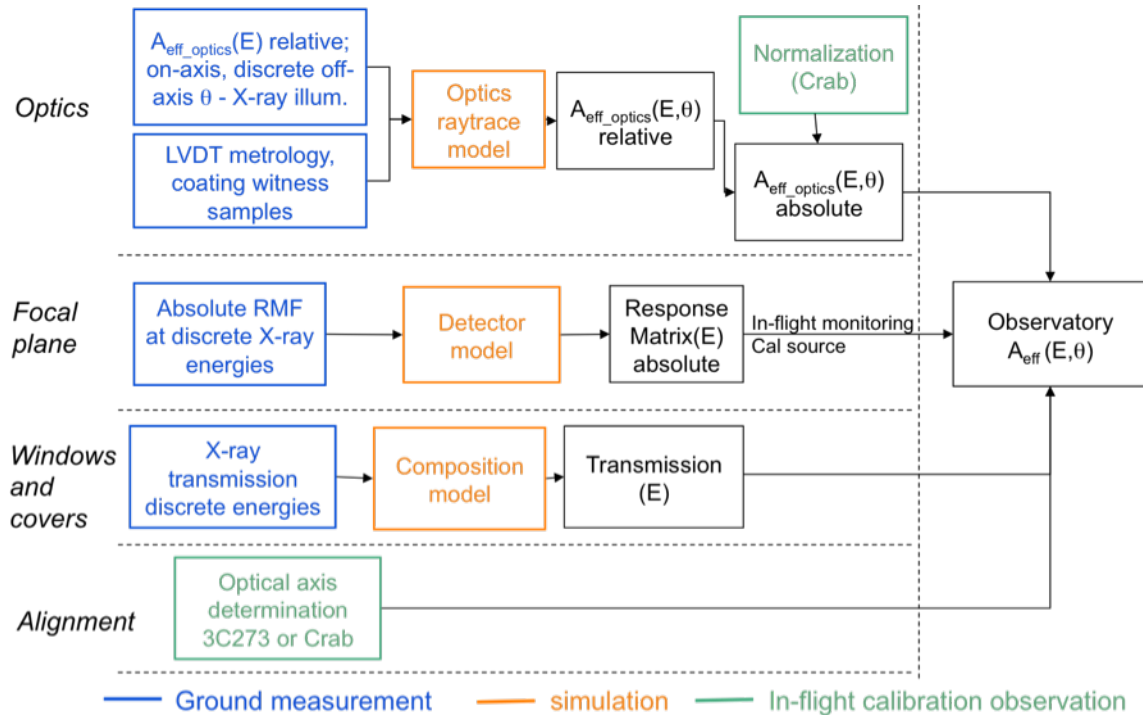 Optics
A_eff_optics(E) relative;
on-axis, discrete off-
axis θ - X-ray illum.
LVDT metrology,
coating witness
samples
Optics
raytrace
model
A_eff_optics(E,θ)
relative
Normalization
(Crab)
A_eff_optics(E,θ)
absolute
Focal
plane
Absolute RMF
at discrete X-ray
energies
Detector
model
Response
Matrix(E)
absolute
In-flight monitoring
Cal source
Observatory
A_eff (E,θ)
Windows
and
covers
X-ray
transmission
discrete energies
Composition
model
Transmission
(E)
Alignment
Optical axis
determination
3C273 or Crab
Ground measurement
simulation
In-flight calibration observation